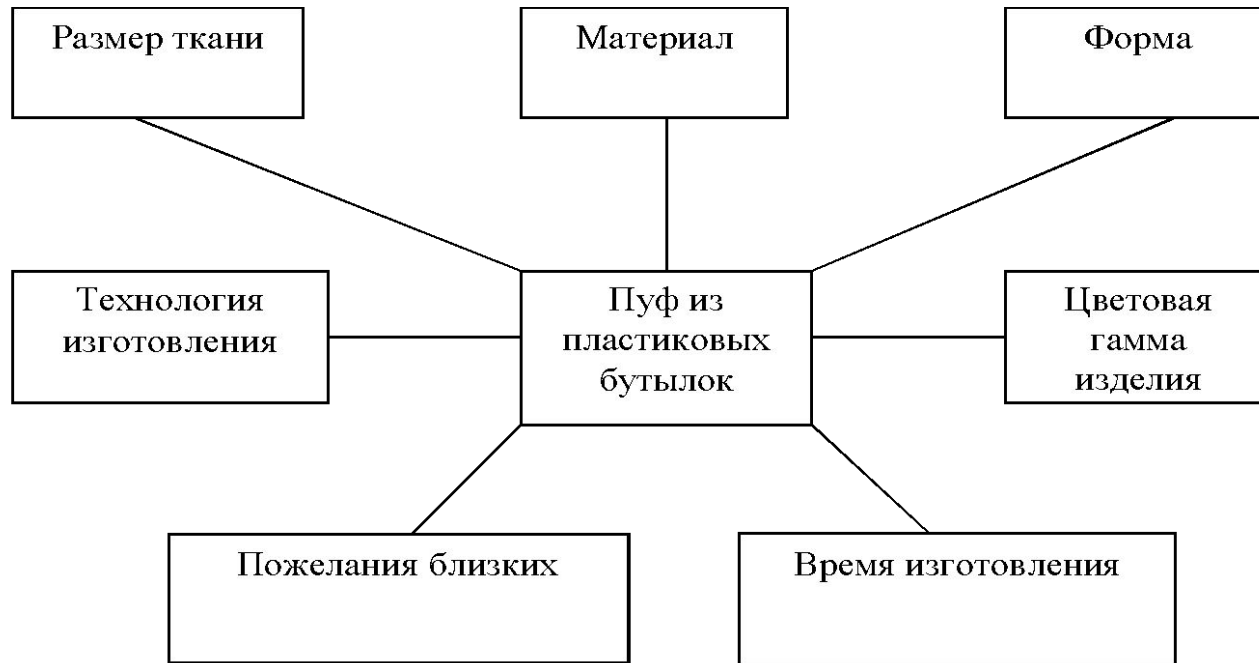 Размер ткани
Материал
Форма
Технология
изготовления
Пуф из
пластиковых
бутылок
Цветовая
гамма
изделия
Пожелания близких
Время изготовления